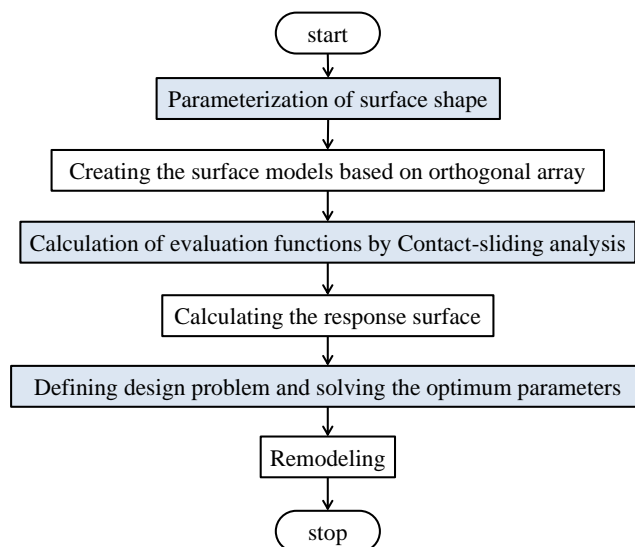 start
Parameterization of surface shape
Creating the surface models based on orthogonal array
Calculation of evaluation functions by Contact-sliding analysis
Calculating the response surface
Defining design problem and solving the optimum parameters
Remodeling
stop